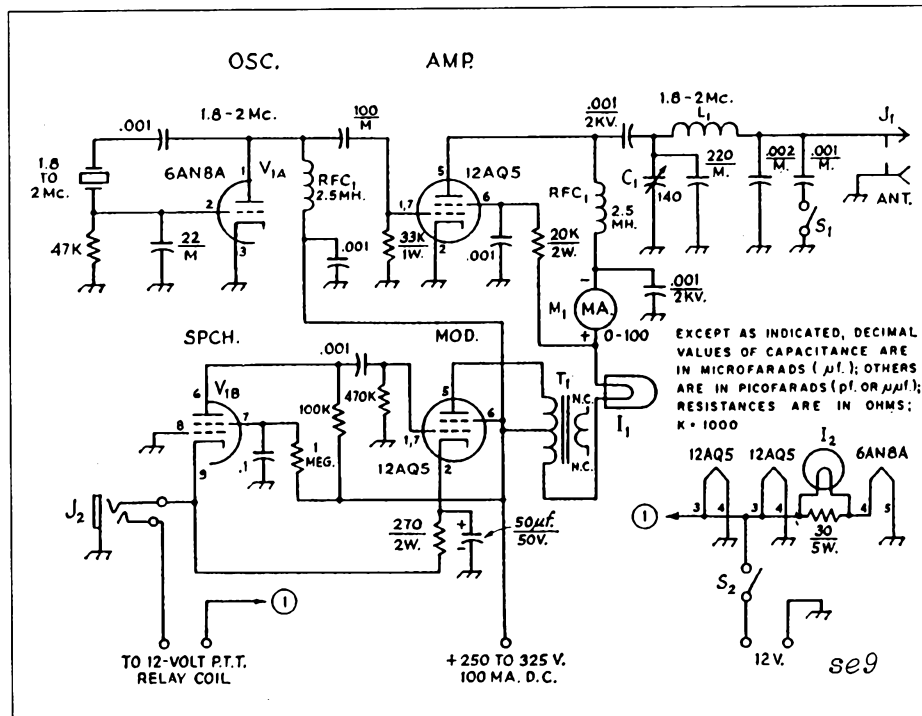 OSC.
AMP.
.001
1.8-2 Mc.
100
M
.001
2KV.
1.8-2Mc.
L1
J1
1.8
TO
2 Mc.
6AN8A
V1A
1
2
3
RFC1
2.5MH.
12AQ5
5
6
1,7
2
RFC1
2.5
MH.
C1
140
220
M.
.002
M.
.001
M.
ANT.
S1
47K
22
M
.001
33K
1W.
.001
20K
2W.
.001
2KV.
-
M1
MA.
+
0-100
SPCH.
MOD.
EXCEPT AS INDICATED, DECIMAL
VALUES OF CAPACITANCE ARE
IN MICROFARADS (µf.); OTHERS
ARE IN PICOFARADS (pf. OR µµf.);
RESISTANCES ARE IN OHMS;
K = 1000
.001
V1B
6
8
7
9
100K
470K
5
6
1,7
2
12AQ5
T1
N.C.
N.C.
I1
.1
1
MEG.
J2
270
2W.
+
-
50µf.
50V.
I2
12AQ5
12AQ5
6AN8A
1
3
4
3
4
4
5
30
5W.
S2
1
TO 12-VOLT P.T.T.
RELAY COIL
+250 TO 325 V.
100 MA. D.C.
12V.
se9